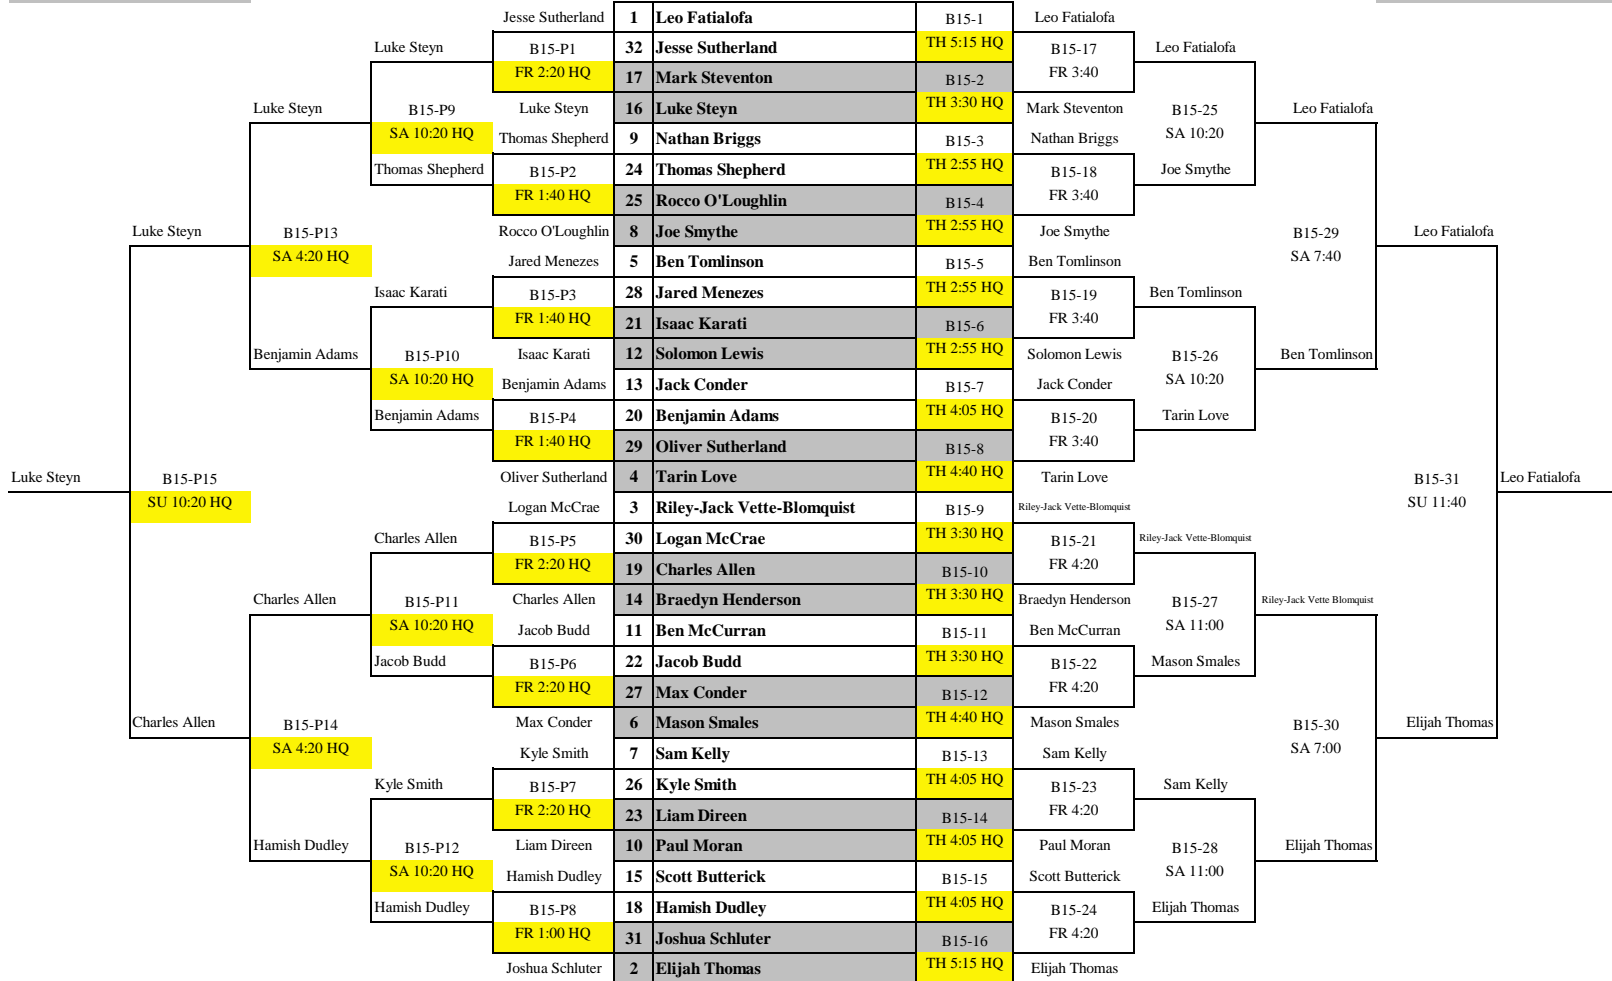 Jesse Sutherland 1 Leo Fatialofa B15-1 Leo Fatialofa
Luke Steyn B15-P1 32 Jesse Sutherland TH 5:15 HQ B15-17 Leo Fatialofa
FR 2:20 HQ 17 Mark Steventon B15-2 FR 3:40
Luke Steyn B15-P9 Luke Steyn 16 Luke Steyn TH 3:30 HQ Mark Steventon B15-25 Leo Fatialofa
SA 10:20 HQ Thomas Shepherd 9 Nathan Briggs B15-3 Nathan Briggs SA 10:20
Thomas Shepherd B15-P2 24 Thomas Shepherd TH 2:55 HQ B15-18 Joe Smythe
FR 1:40 HQ 25 Rocco O'Loughlin B15-4 FR 3:40
Luke Steyn B15-P13 Rocco O'Loughlin 8 Joe Smythe TH 2:55 HQ Joe Smythe B15-29 Leo Fatialofa
SA 4:20 HQ Jared Menezes 5 Ben Tomlinson B15-5 Ben Tomlinson SA 7:40
Isaac Karati B15-P3 28 Jared Menezes TH 2:55 HQ B15-19 Ben Tomlinson
FR 1:40 HQ 21 Isaac Karati B15-6 FR 3:40
Benjamin Adams B15-P10 Isaac Karati 12 Solomon Lewis TH 2:55 HQ Solomon Lewis B15-26 Ben Tomlinson
SA 10:20 HQ Benjamin Adams 13 Jack Conder B15-7 Jack Conder SA 10:20
Benjamin Adams B15-P4 20 Benjamin Adams TH 4:05 HQ B15-20 Tarin Love
FR 1:40 HQ 29 Oliver Sutherland B15-8 FR 3:40
Luke Steyn B15-P15 Oliver Sutherland 4 Tarin Love TH 4:40 HQ Tarin Love B15-31 Leo Fatialofa
SU 10:20 HQ Logan McCrae 3 Riley-Jack Vette-Blomquist B15-9 Riley-Jack Vette-Blomquist SU 11:40
Charles Allen B15-P5 30 Logan McCrae TH 3:30 HQ B15-21 Riley-Jack Vette-Blomquist
FR 2:20 HQ 19 Charles Allen B15-10 FR 4:20
Charles Allen B15-P11 Charles Allen 14 Braedyn Henderson TH 3:30 HQ Braedyn Henderson B15-27 Riley-Jack Vette Blomquist
SA 10:20 HQ Jacob Budd 11 Ben McCurran B15-11 Ben McCurran SA 11:00
Jacob Budd B15-P6 22 Jacob Budd TH 3:30 HQ B15-22 Mason Smales
FR 2:20 HQ 27 Max Conder B15-12 FR 4:20
Charles Allen B15-P14 Max Conder 6 Mason Smales TH 4:40 HQ Mason Smales B15-30 Elijah Thomas
SA 4:20 HQ Kyle Smith 7 Sam Kelly B15-13 Sam Kelly SA 7:00
Kyle Smith B15-P7 26 Kyle Smith TH 4:05 HQ B15-23 Sam Kelly
FR 2:20 HQ 23 Liam Direen B15-14 FR 4:20
Hamish Dudley B15-P12 Liam Direen 10 Paul Moran TH 4:05 HQ Paul Moran B15-28 Elijah Thomas
SA 10:20 HQ Hamish Dudley 15 Scott Butterick B15-15 Scott Butterick SA 11:00
Hamish Dudley B15-P8 18 Hamish Dudley TH 4:05 HQ B15-24 Elijah Thomas
FR 1:00 HQ 31 Joshua Schluter B15-16 FR 4:20
Joshua Schluter 2 Elijah Thomas TH 5:15 HQ Elijah Thomas